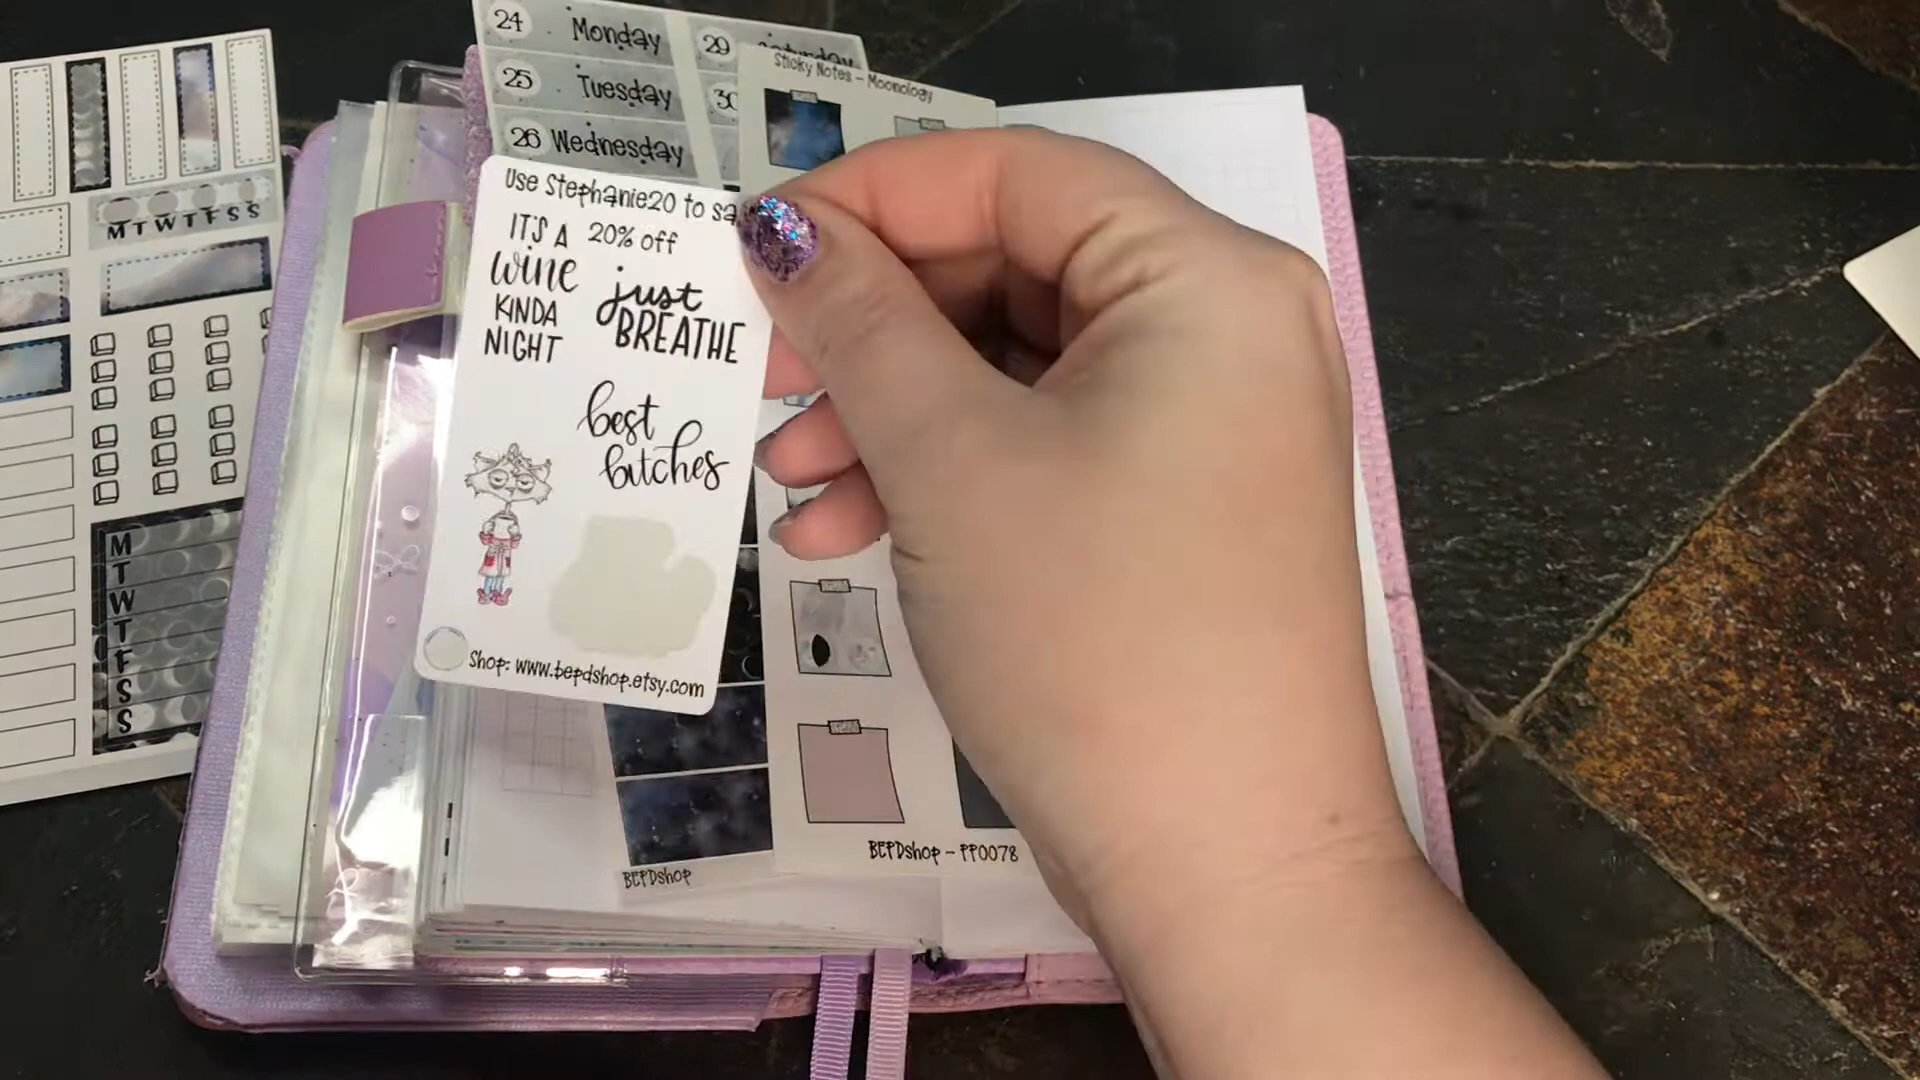 24 Monday 29 Saturday
25 Tuesday 30
26 Wednesday
Sticky Notes - Moonology
Use Stephanie20 to sa
20% off
IT'S A
wine
KINDA
NIGHT
just
BREATHE
best
bitches
Shop: www.bepdshop.etsy.com
M T W T F S S
M
T
W
T
F
S
S
BEPDshop
BEPDshop - PP0078